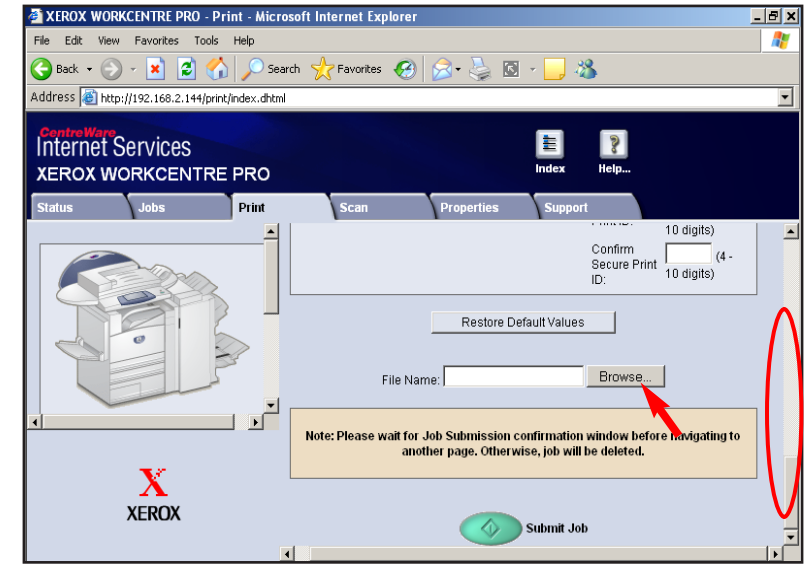 XEROX WORKCENTRE PRO - Print - Microsoft Internet Explorer
File Edit View Favorites Tools Help
Back Search Favorites
Address http://192.168.2.144/print/index.dhtml
CentreWare
Internet Services
XEROX WORKCENTRE PRO
Index Help...
Status Jobs Print Scan Properties Support
Print ID: 10 digits)
Confirm
Secure Print
ID:
(4 -
10 digits)
Restore Default Values
File Name: Browse...
Note: Please wait for Job Submission confirmation window before navigating to
another page. Otherwise, job will be deleted.
X
XEROX
Submit Job